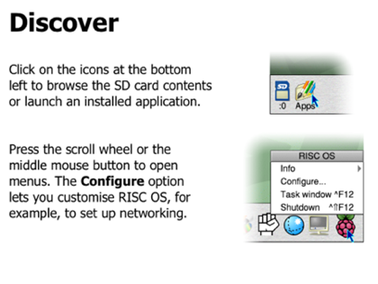 Discover
Click on the icons at the bottom
left to browse the SD card contents
or launch an installed application.
:0 Apps
Press the scroll wheel or the
middle mouse button to open
menus. The Configure option
lets you customise RISC OS, for
example, to set up networking.
RISC OS
Info
Configure...
Task window ^F12
Shutdown ^⇧F12